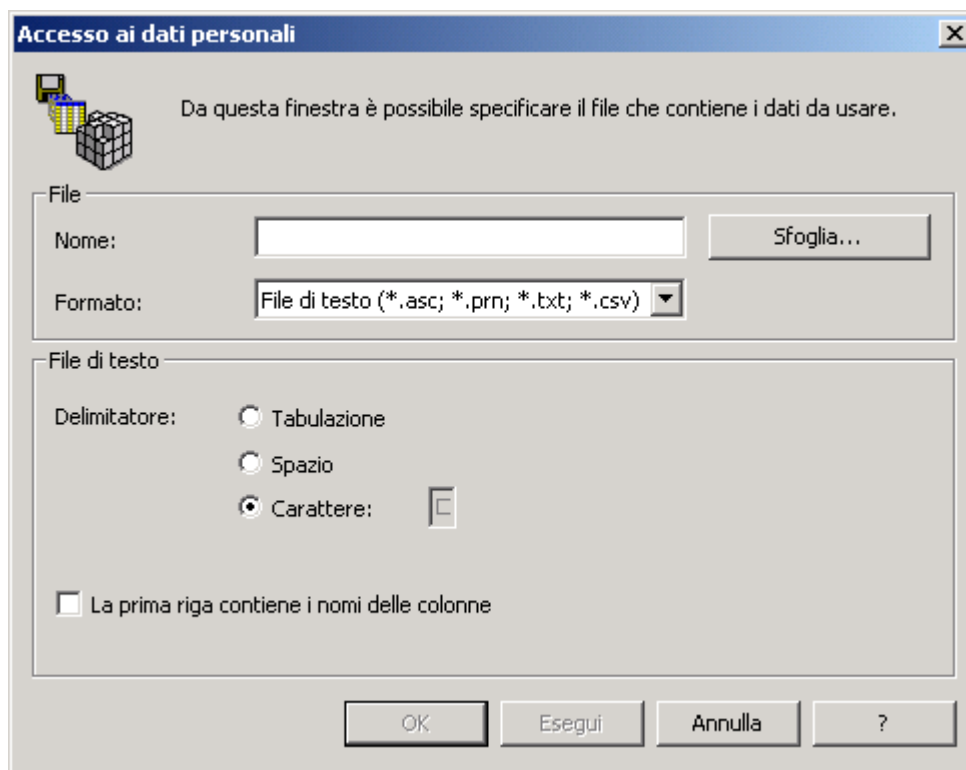 Accesso ai dati personali
Da questa finestra è possibile specificare il file che contiene i dati da usare.
File
Nome:
Sfoglia...
Formato:
File di testo (*.asc; *.prn; *.txt; *.csv)
File di testo
Delimitatore:
Tabulazione
Spazio
Carattere:
La prima riga contiene i nomi delle colonne
OK
Esegui
Annulla
?